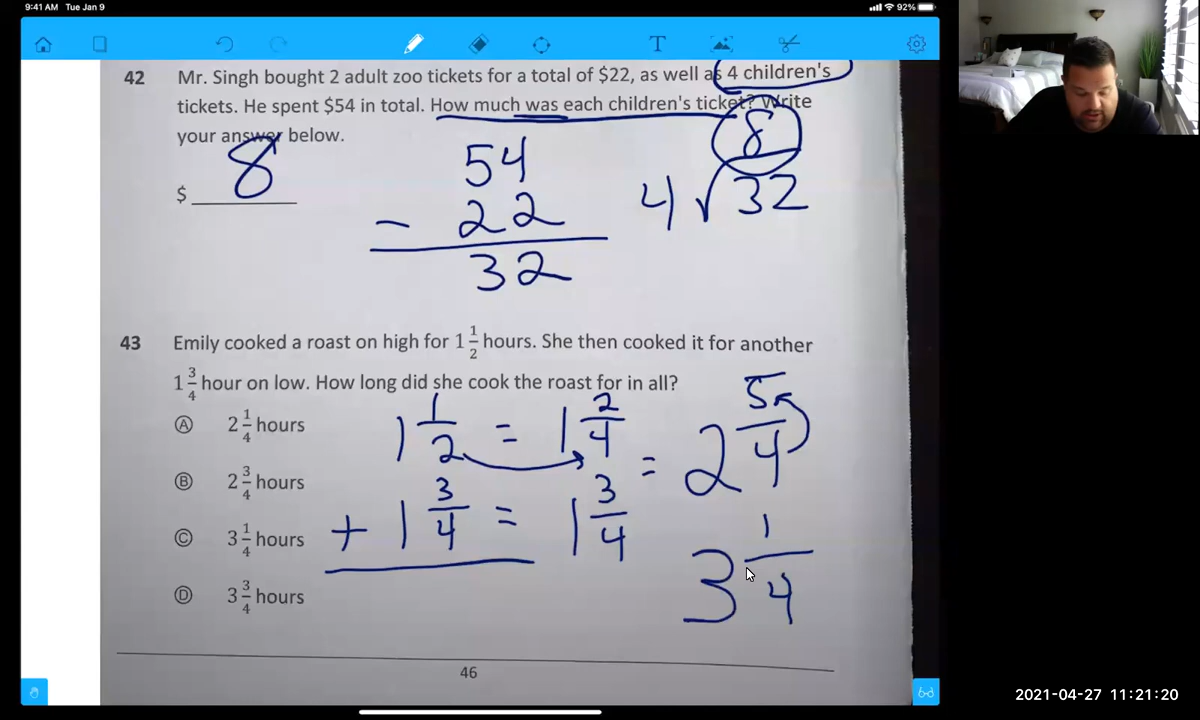 9:41 AM Tue Jan 9
92%
T
42 Mr. Singh bought 2 adult zoo tickets for a total of $22, as well as 4 children's
tickets. He spent $54 in total. How much was each children's ticket? Write
your answer below.
$ 8
54
- 22
32
8
4 √ 32
43 Emily cooked a roast on high for 1 1/2 hours. She then cooked it for another
1 3/4 hour on low. How long did she cook the roast for in all?
A 2 1/4 hours
B 2 3/4 hours
C 3 1/4 hours
D 3 3/4 hours
1 1/2 = 1 2/4
+ 1 3/4 = 1 3/4
= 2 5/4
3 1/4
46
2021-04-27 11:21:20